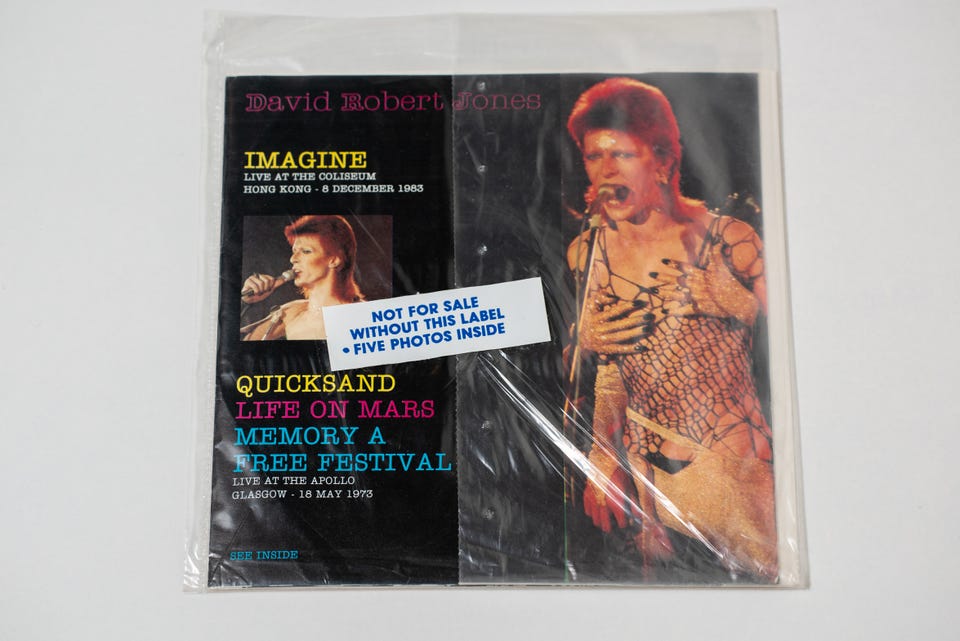 David Robert Jones
IMAGINE
LIVE AT THE COLISEUM
HONG KONG - 8 DECEMBER 1983
NOT FOR SALE
WITHOUT THIS LABEL
• FIVE PHOTOS INSIDE
QUICKSAND
LIFE ON MARS
MEMORY A
FREE FESTIVAL
LIVE AT THE APOLLO
GLASGOW - 18 MAY 1973
SEE INSIDE